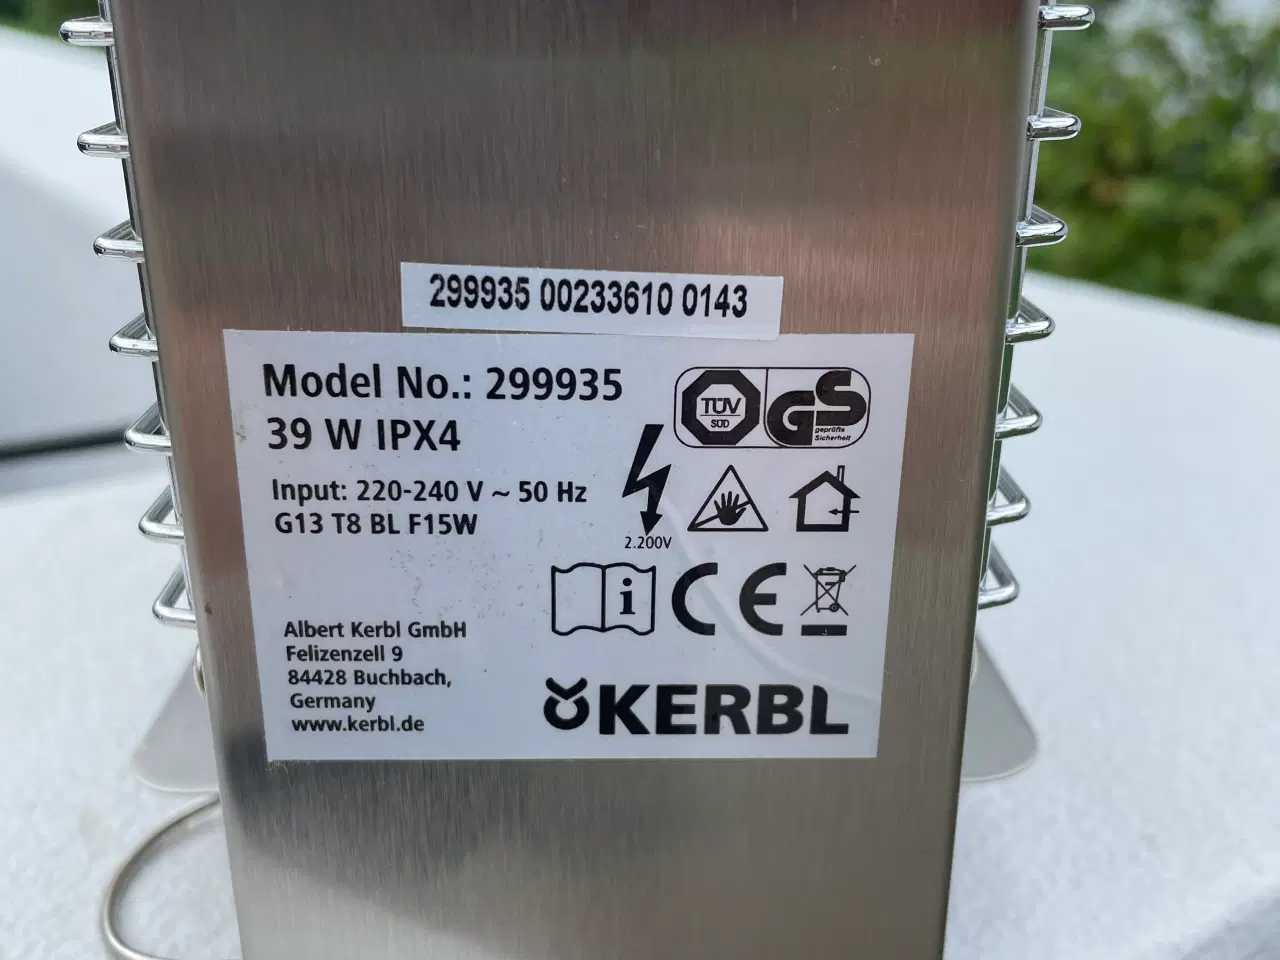 299935 00233610 0143
Model No.: 299935
39 W IPX4
Input: 220-240 V ~ 50 Hz
G13 T8 BL F15W
TÜV
SÜD
GS
geprüfte
Sicherheit
2.200V
i
CE
Albert Kerbl GmbH
Felizenzell 9
84428 Buchbach,
Germany
www.kerbl.de
KERBL